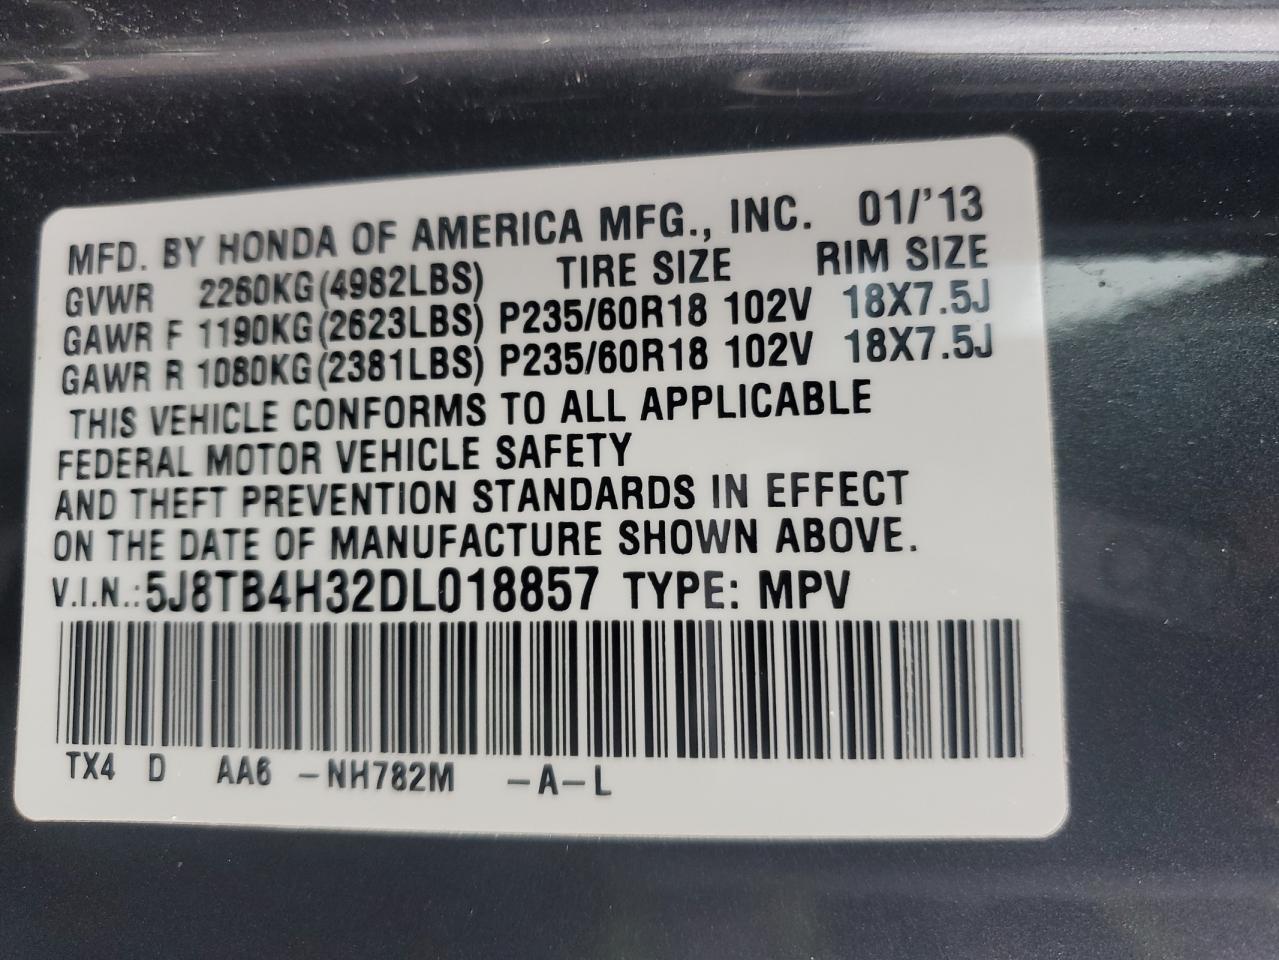 MFD. BY HONDA OF AMERICA MFG., INC. 01/'13
GVWR 2260KG(4982LBS) TIRE SIZE RIM SIZE
GAWR F 1190KG(2623LBS) P235/60R18 102V 18X7.5J
GAWR R 1080KG(2381LBS) P235/60R18 102V 18X7.5J
THIS VEHICLE CONFORMS TO ALL APPLICABLE
FEDERAL MOTOR VEHICLE SAFETY
AND THEFT PREVENTION STANDARDS IN EFFECT
ON THE DATE OF MANUFACTURE SHOWN ABOVE.
V.I.N.:5J8TB4H32DL018857 TYPE: MPV
TX4 D AA6 -NH782M -A-L